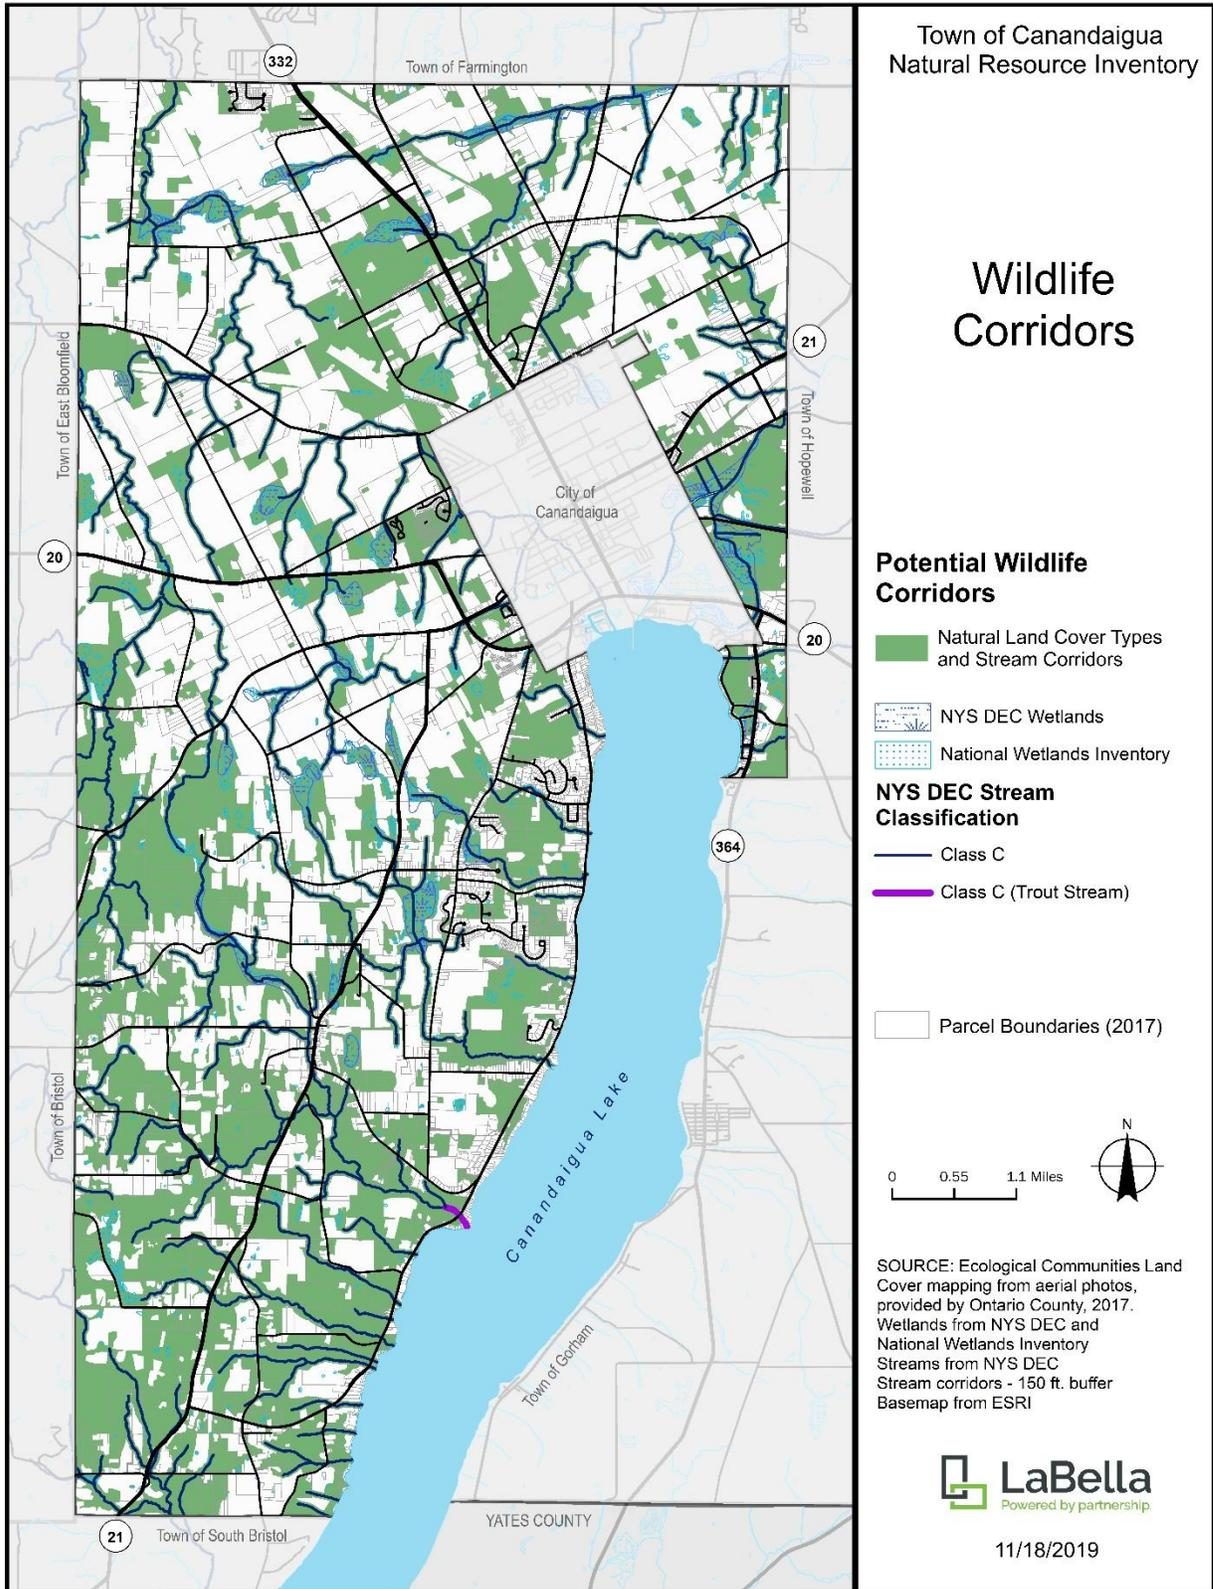 Town of Canandaigua
Natural Resource Inventory
Wildlife
Corridors
332
Town of Farmington
Town of East Bloomfield
21
Town of Hopewell
City of
Canandaigua
20
20
364
Canandaigua Lake
Town of Bristol
Town of Gorham
21
Town of South Bristol
YATES COUNTY
Potential Wildlife
Corridors
Natural Land Cover Types
and Stream Corridors
NYS DEC Wetlands
National Wetlands Inventory
NYS DEC Stream
Classification
Class C
Class C (Trout Stream)
Parcel Boundaries (2017)
N
0 0.55 1.1 Miles
SOURCE: Ecological Communities Land
Cover mapping from aerial photos,
provided by Ontario County, 2017.
Wetlands from NYS DEC and
National Wetlands Inventory
Streams from NYS DEC
Stream corridors - 150 ft. buffer
Basemap from ESRI
LaBella
Powered by partnership.
11/18/2019